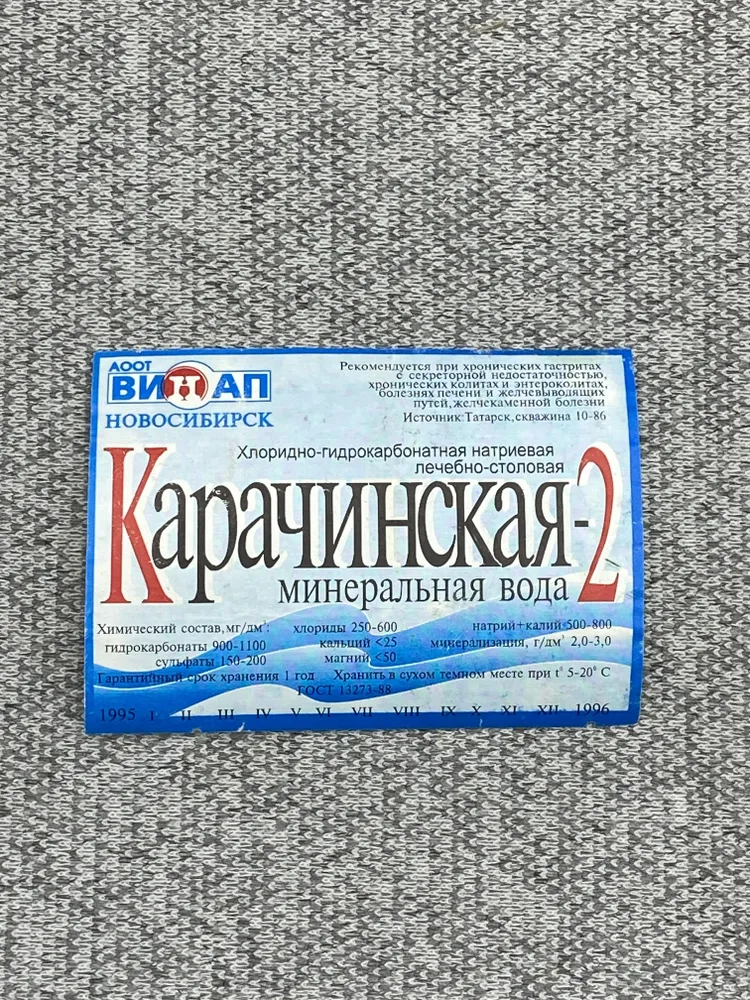 АООТ
ВИНАП
НОВОСИБИРСК
Рекомендуется при хронических гастритах
с секреторной недостаточностью,
хронических колитах и энтероколитах,
болезнях печени и желчевыводящих
путей,желчекаменной болезни
Источник:Татарск,скважина 10-86
Хлоридно-гидрокарбонатная натриевая
лечебно-столовая
Карачинская-2
минеральная вода
Химический состав,мг/дм³: хлориды 250-600 натрий+калий 500-800
гидрокарбонаты 900-1100 кальций <25 минерализация, г/дм³ 2,0-3,0
сульфаты 150-200 магний <50
Гарантийный срок хранения 1 год Хранить в сухом темном месте при t° 5-20° С
ГОСТ 13273-88
1995 I II III IV V VI VII VIII IX X XI XII 1996